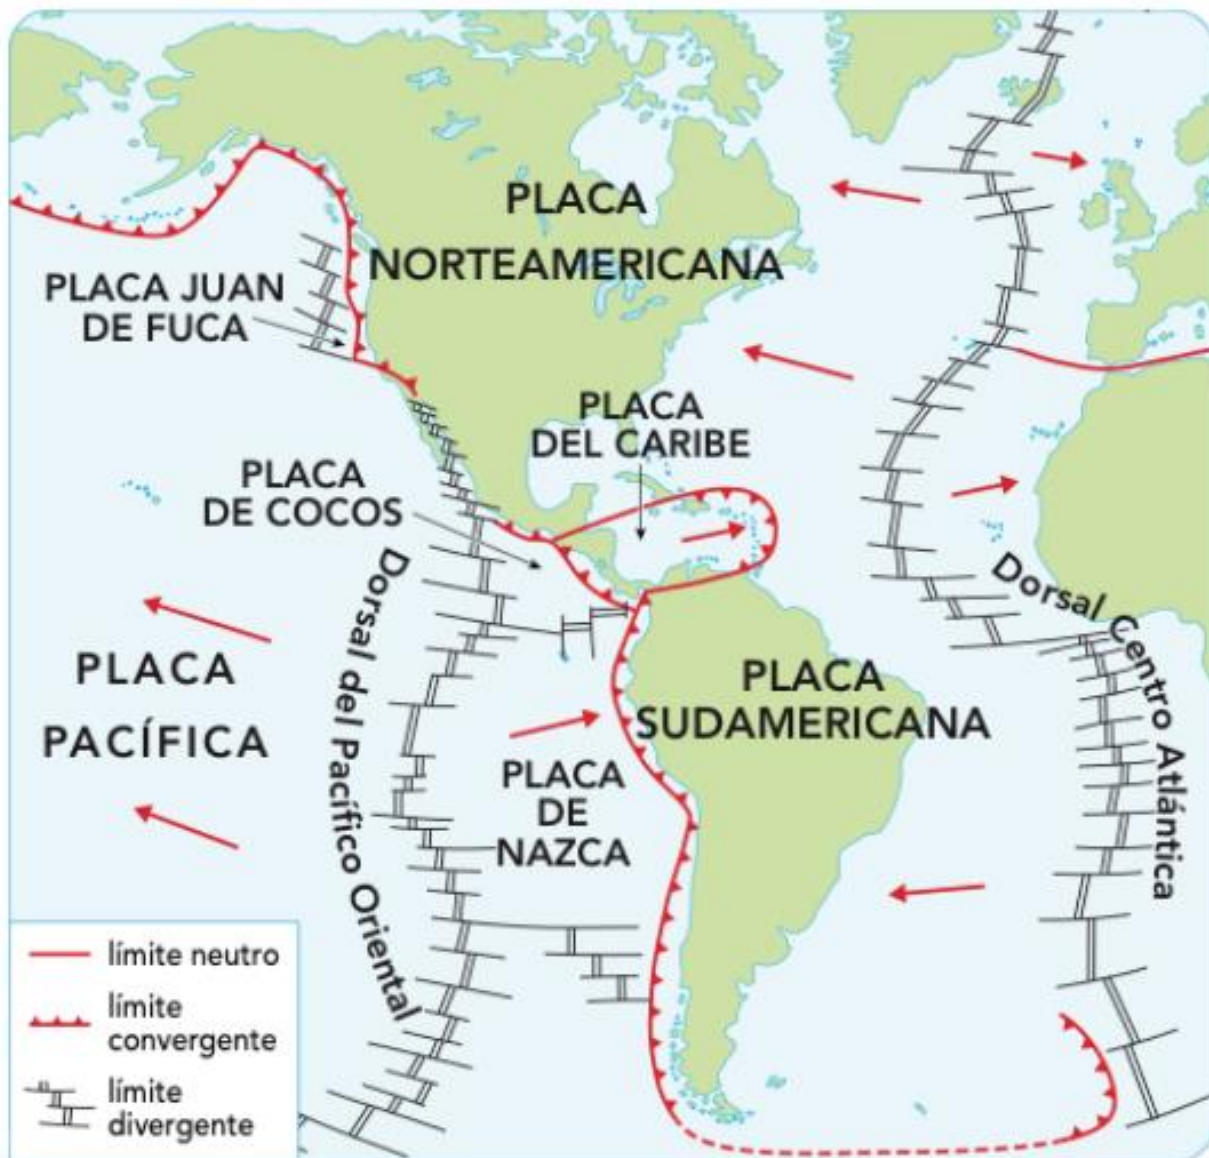 PLACA
NORTEAMERICANA
PLACA JUAN
DE FUCA
PLACA
DEL CARIBE
PLACA
DE COCOS
Dorsal del Pacífico Oriental
Dorsal Centro Atlántica
PLACA
PACÍFICA
PLACA
SUDAMERICANA
PLACA
DE
NAZCA
límite neutro
límite
convergente
límite
divergente